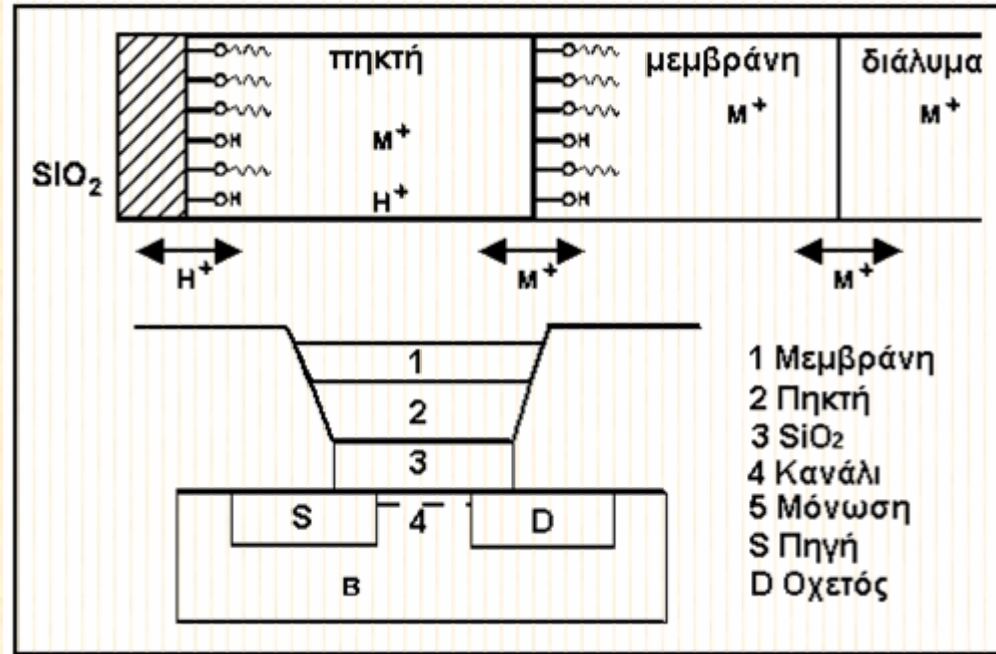 πηκτή μεμβράνη διάλυμα
M⁺ M⁺ M⁺
H
SIO₂
H⁺ H H
H⁺ M⁺ M⁺
1
2
3
S 4 D
B
1 Μεμβράνη
2 Πηκτή
3 SiO₂
4 Κανάλι
5 Μόνωση
S Πηγή
D Οχετός